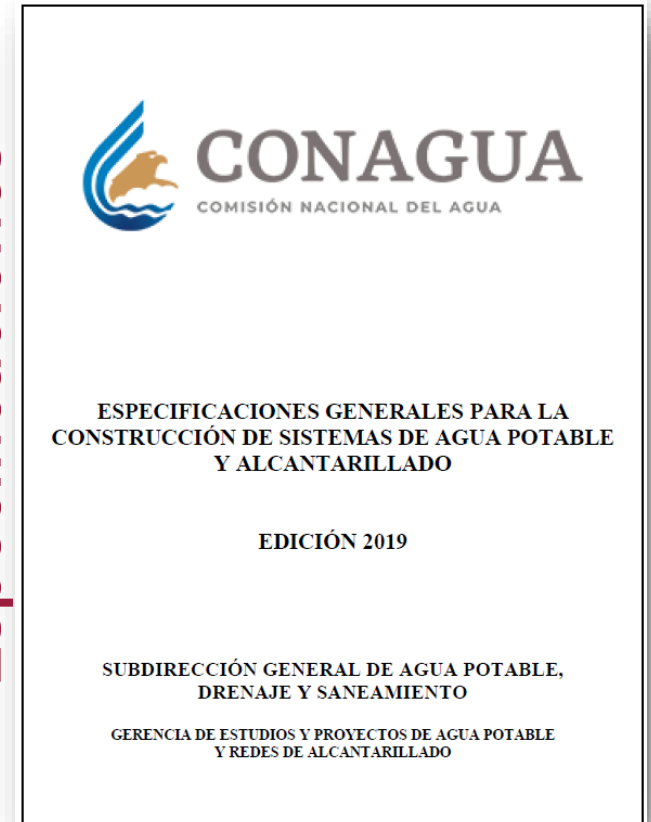 CONAGUA
COMISIÓN NACIONAL DEL AGUA
ESPECIFICACIONES GENERALES PARA LA
CONSTRUCCIÓN DE SISTEMAS DE AGUA POTABLE
Y ALCANTARILLADO
EDICIÓN 2019
SUBDIRECCIÓN GENERAL DE AGUA POTABLE,
DRENAJE Y SANEAMIENTO
GERENCIA DE ESTUDIOS Y PROYECTOS DE AGUA POTABLE
Y REDES DE ALCANTARILLADO